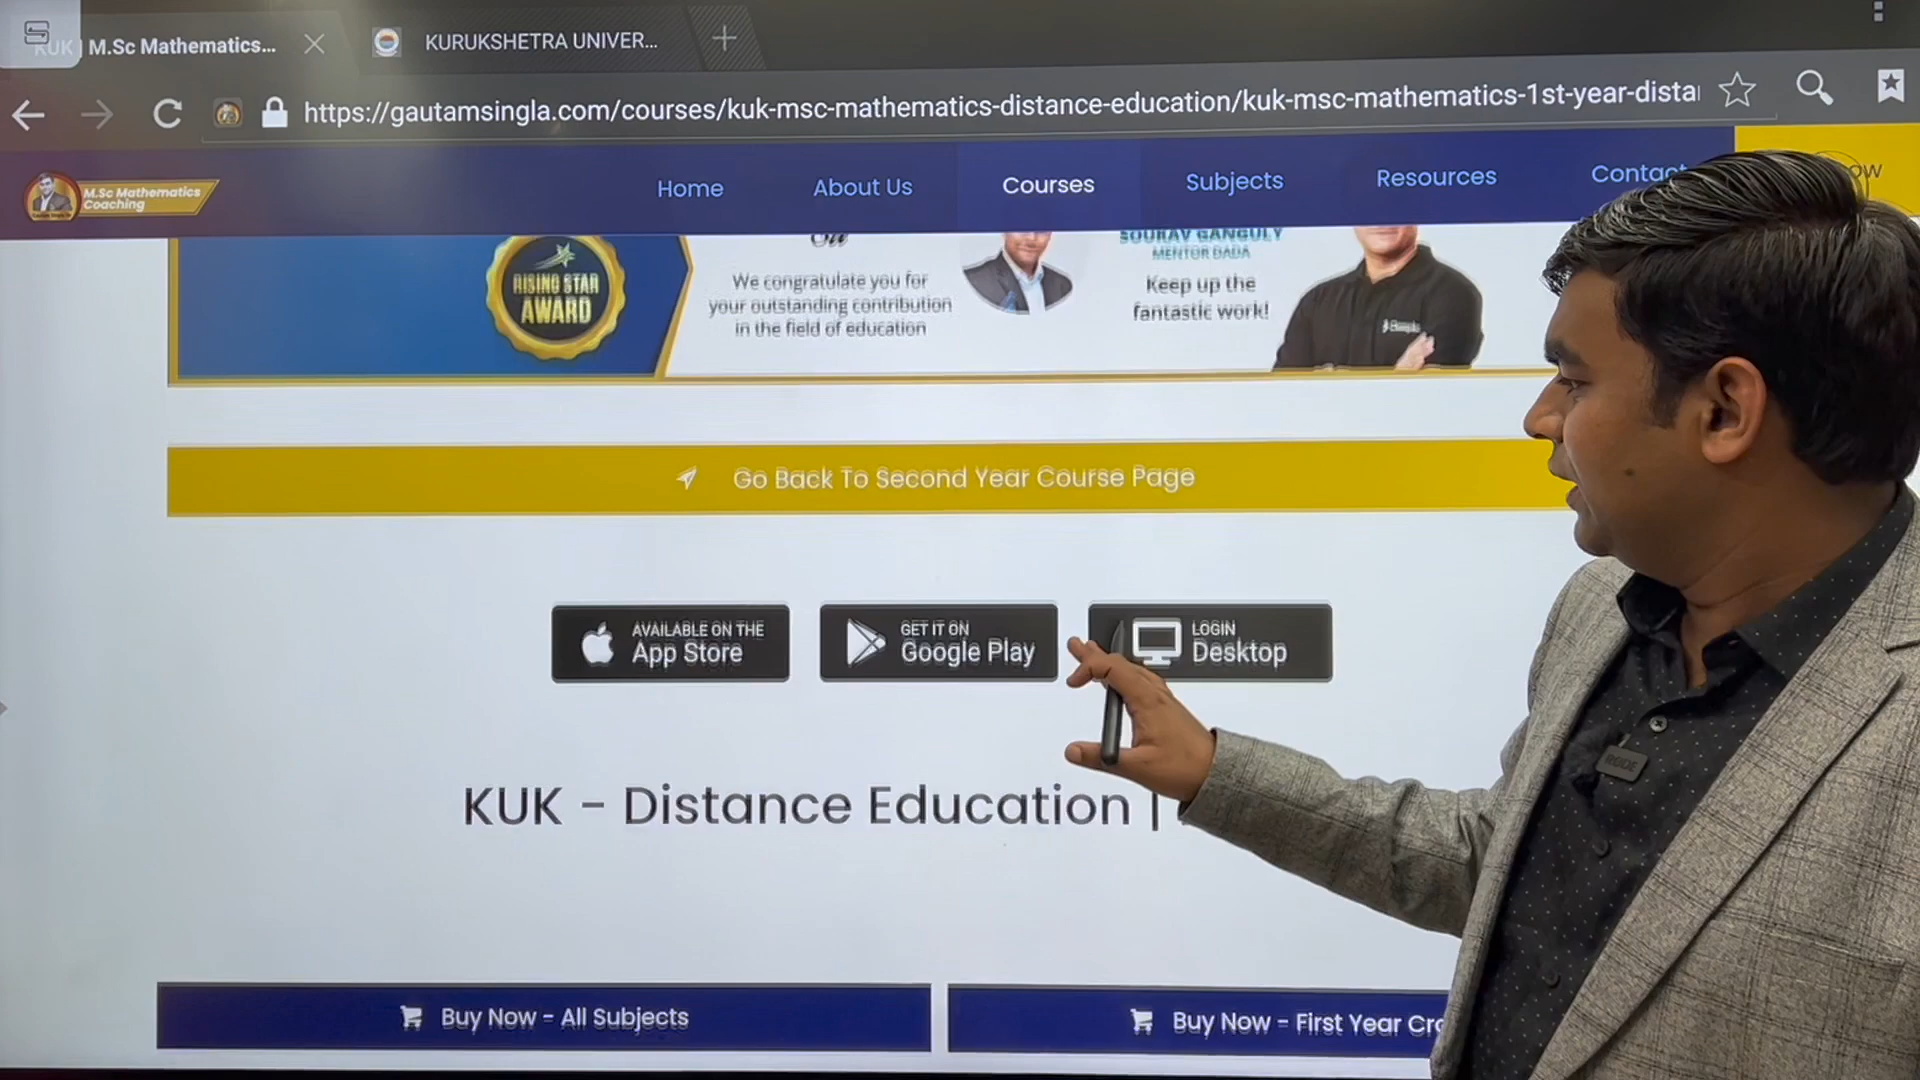 KUK | M.Sc Mathematics...
KURUKSHETRA UNIVER...
https://gautamsingla.com/courses/kuk-msc-mathematics-distance-education/kuk-msc-mathematics-1st-year-dista
M.Sc Mathematics
Coaching
Home
About Us
Courses
Subjects
Resources
Contact
RISING STAR
AWARD
We congratulate you for
your outstanding contribution
in the field of education
SOURAV GANGULY
MENTOR DADA
Keep up the
fantastic work!
Go Back To Second Year Course Page
AVAILABLE ON THE
App Store
GET IT ON
Google Play
LOGIN
Desktop
RODE
KUK - Distance Education |
Buy Now - All Subjects
Buy Now - First Year Cr